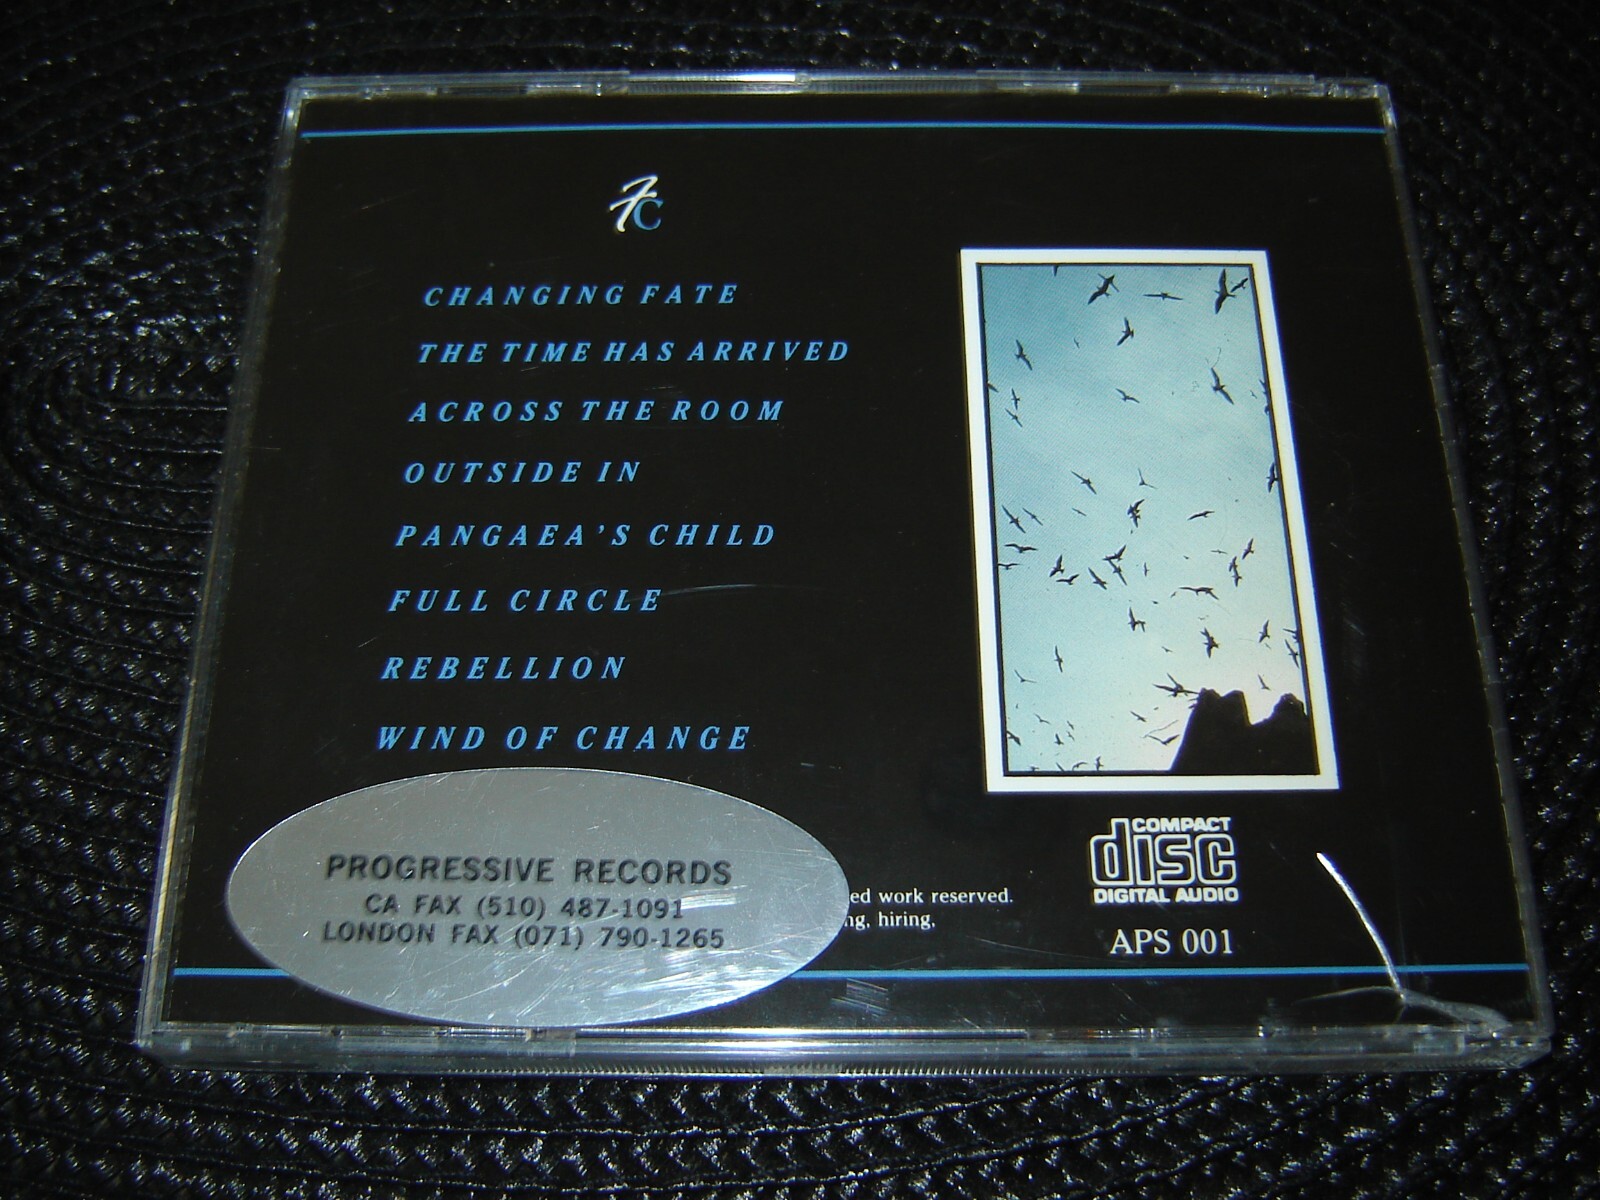 FC
CHANGING FATE
THE TIME HAS ARRIVED
ACROSS THE ROOM
OUTSIDE IN
PANGAEA'S CHILD
FULL CIRCLE
REBELLION
WIND OF CHANGE
PROGRESSIVE RECORDS
CA FAX (510) 487-1091
LONDON FAX (071) 790-1265
work reserved.
hiring,
COMPACT
disc
DIGITAL AUDIO
APS 001